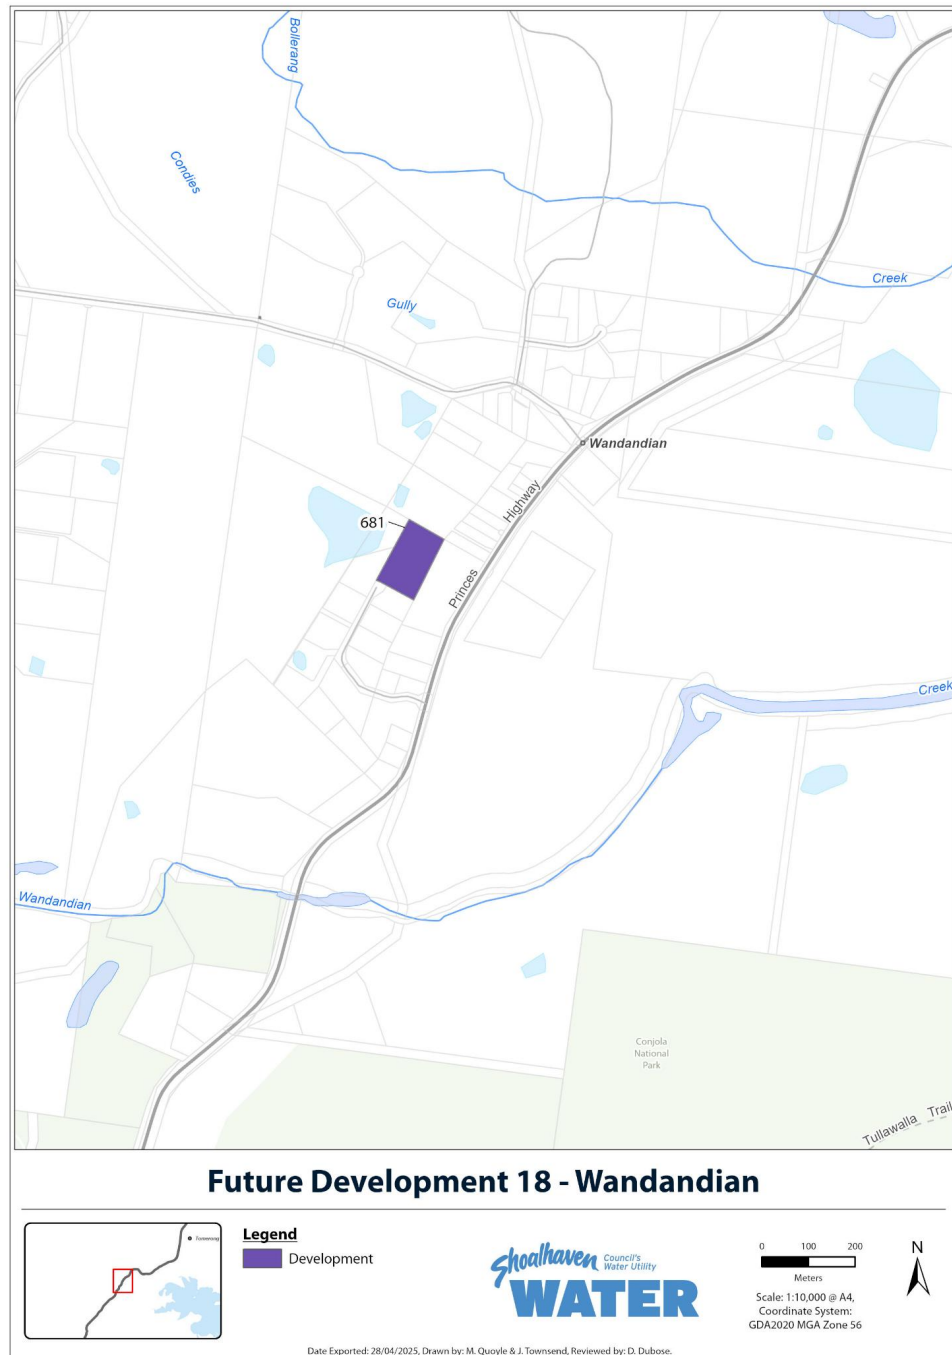 Bollerang
Condies
Creek
Gully
Wandandian
Highway
681
Princes
Creek
Wandandian
Conjola
National
Park
Tullawalla Trail
Future Development 18 - Wandandian
Tomerong
Legend
Development
Shoalhaven Council's
Water Utility
WATER
0 100 200
Meters
Scale: 1:10,000 @ A4,
Coordinate System:
GDA2020 MGA Zone 56
N
Date Exported: 28/04/2025, Drawn by: M. Quoyle & J. Townsend, Reviewed by: D. Dubose.